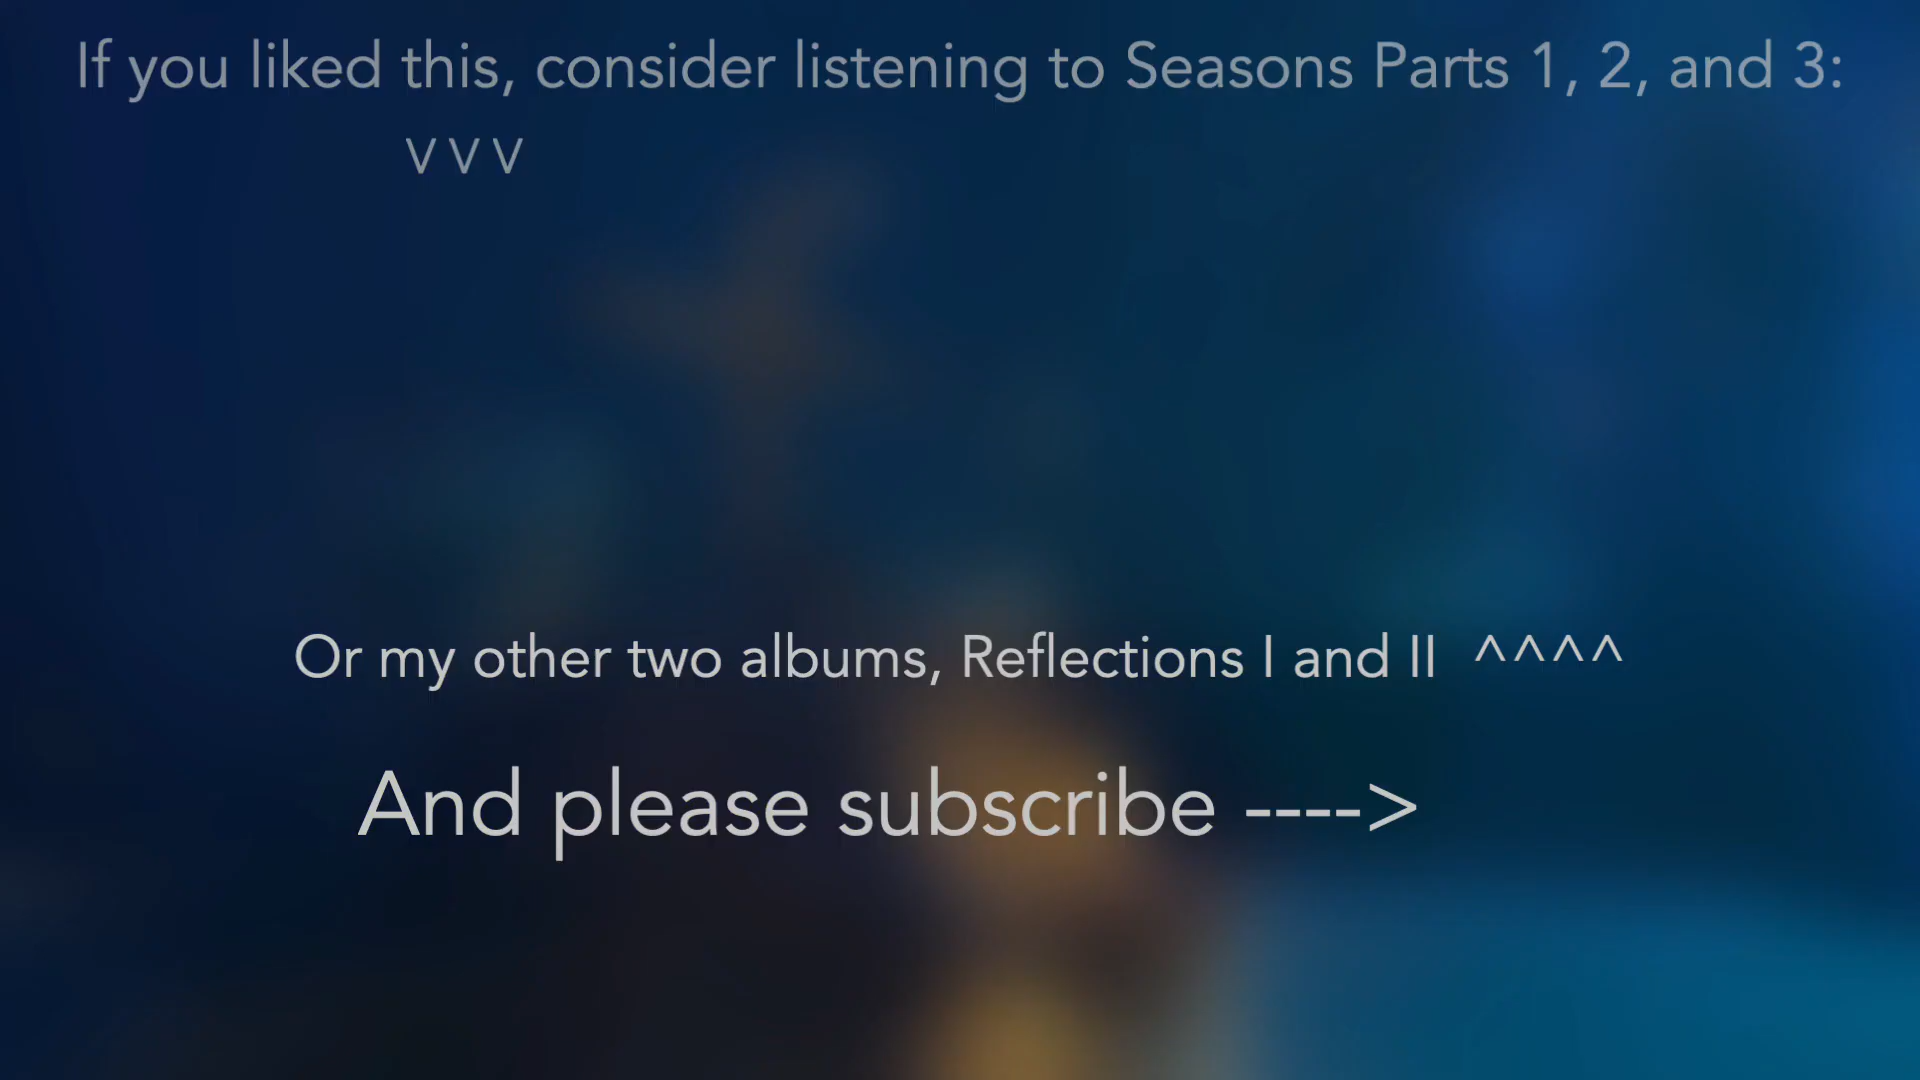 If you liked this, consider listening to Seasons Parts 1, 2, and 3:
V V V
Or my other two albums, Reflections I and II ^^^^
And please subscribe ---->